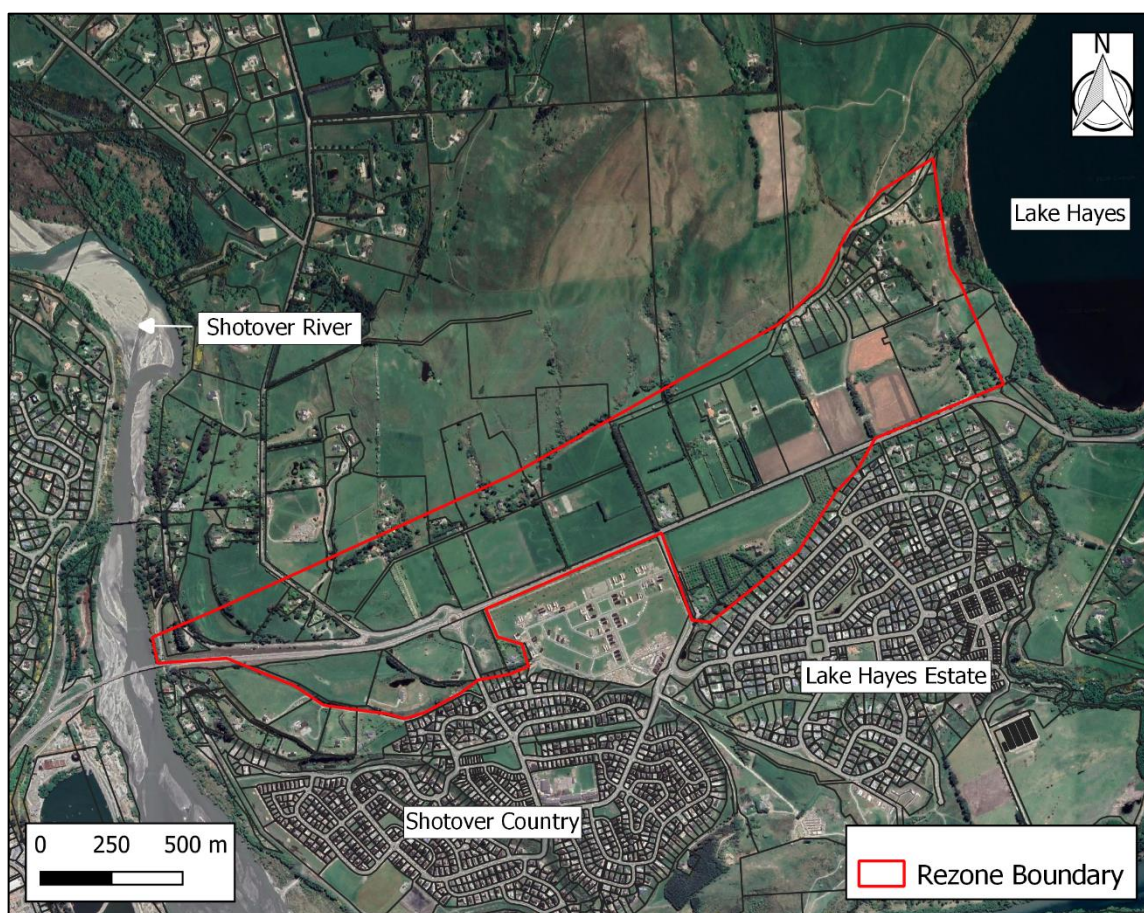 N
Lake Hayes
Shotover River
Lake Hayes Estate
Shotover Country
0 250 500 m
Rezone Boundary